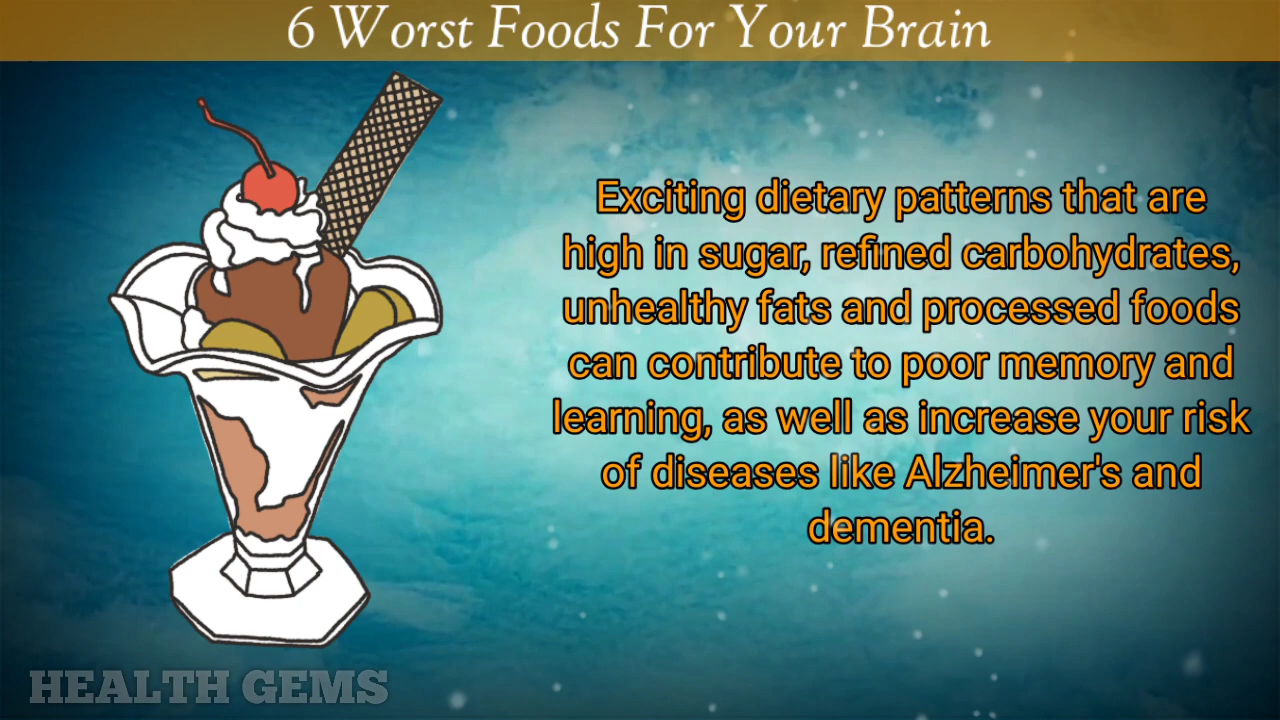 6 Worst Foods For Your Brain
Exciting dietary patterns that are
high in sugar, refined carbohydrates,
unhealthy fats and processed foods
can contribute to poor memory and
learning, as well as increase your risk
of diseases like Alzheimer's and
dementia.
HEALTH GEMS